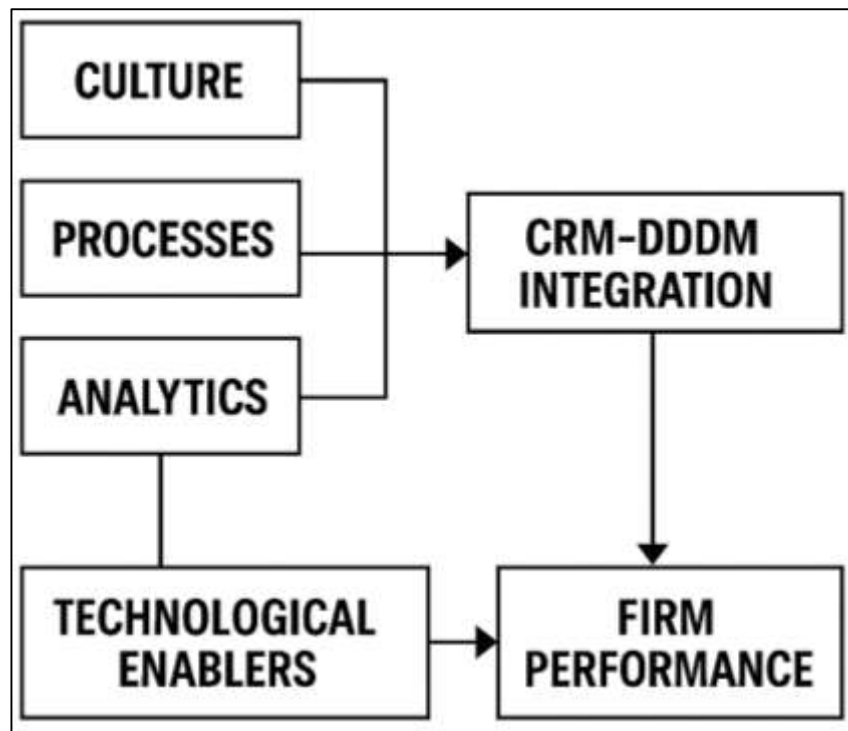 CULTURE
PROCESSES
ANALYTICS
CRM–DDDM
INTEGRATION
TECHNOLOGICAL
ENABLERS
FIRM
PERFORMANCE